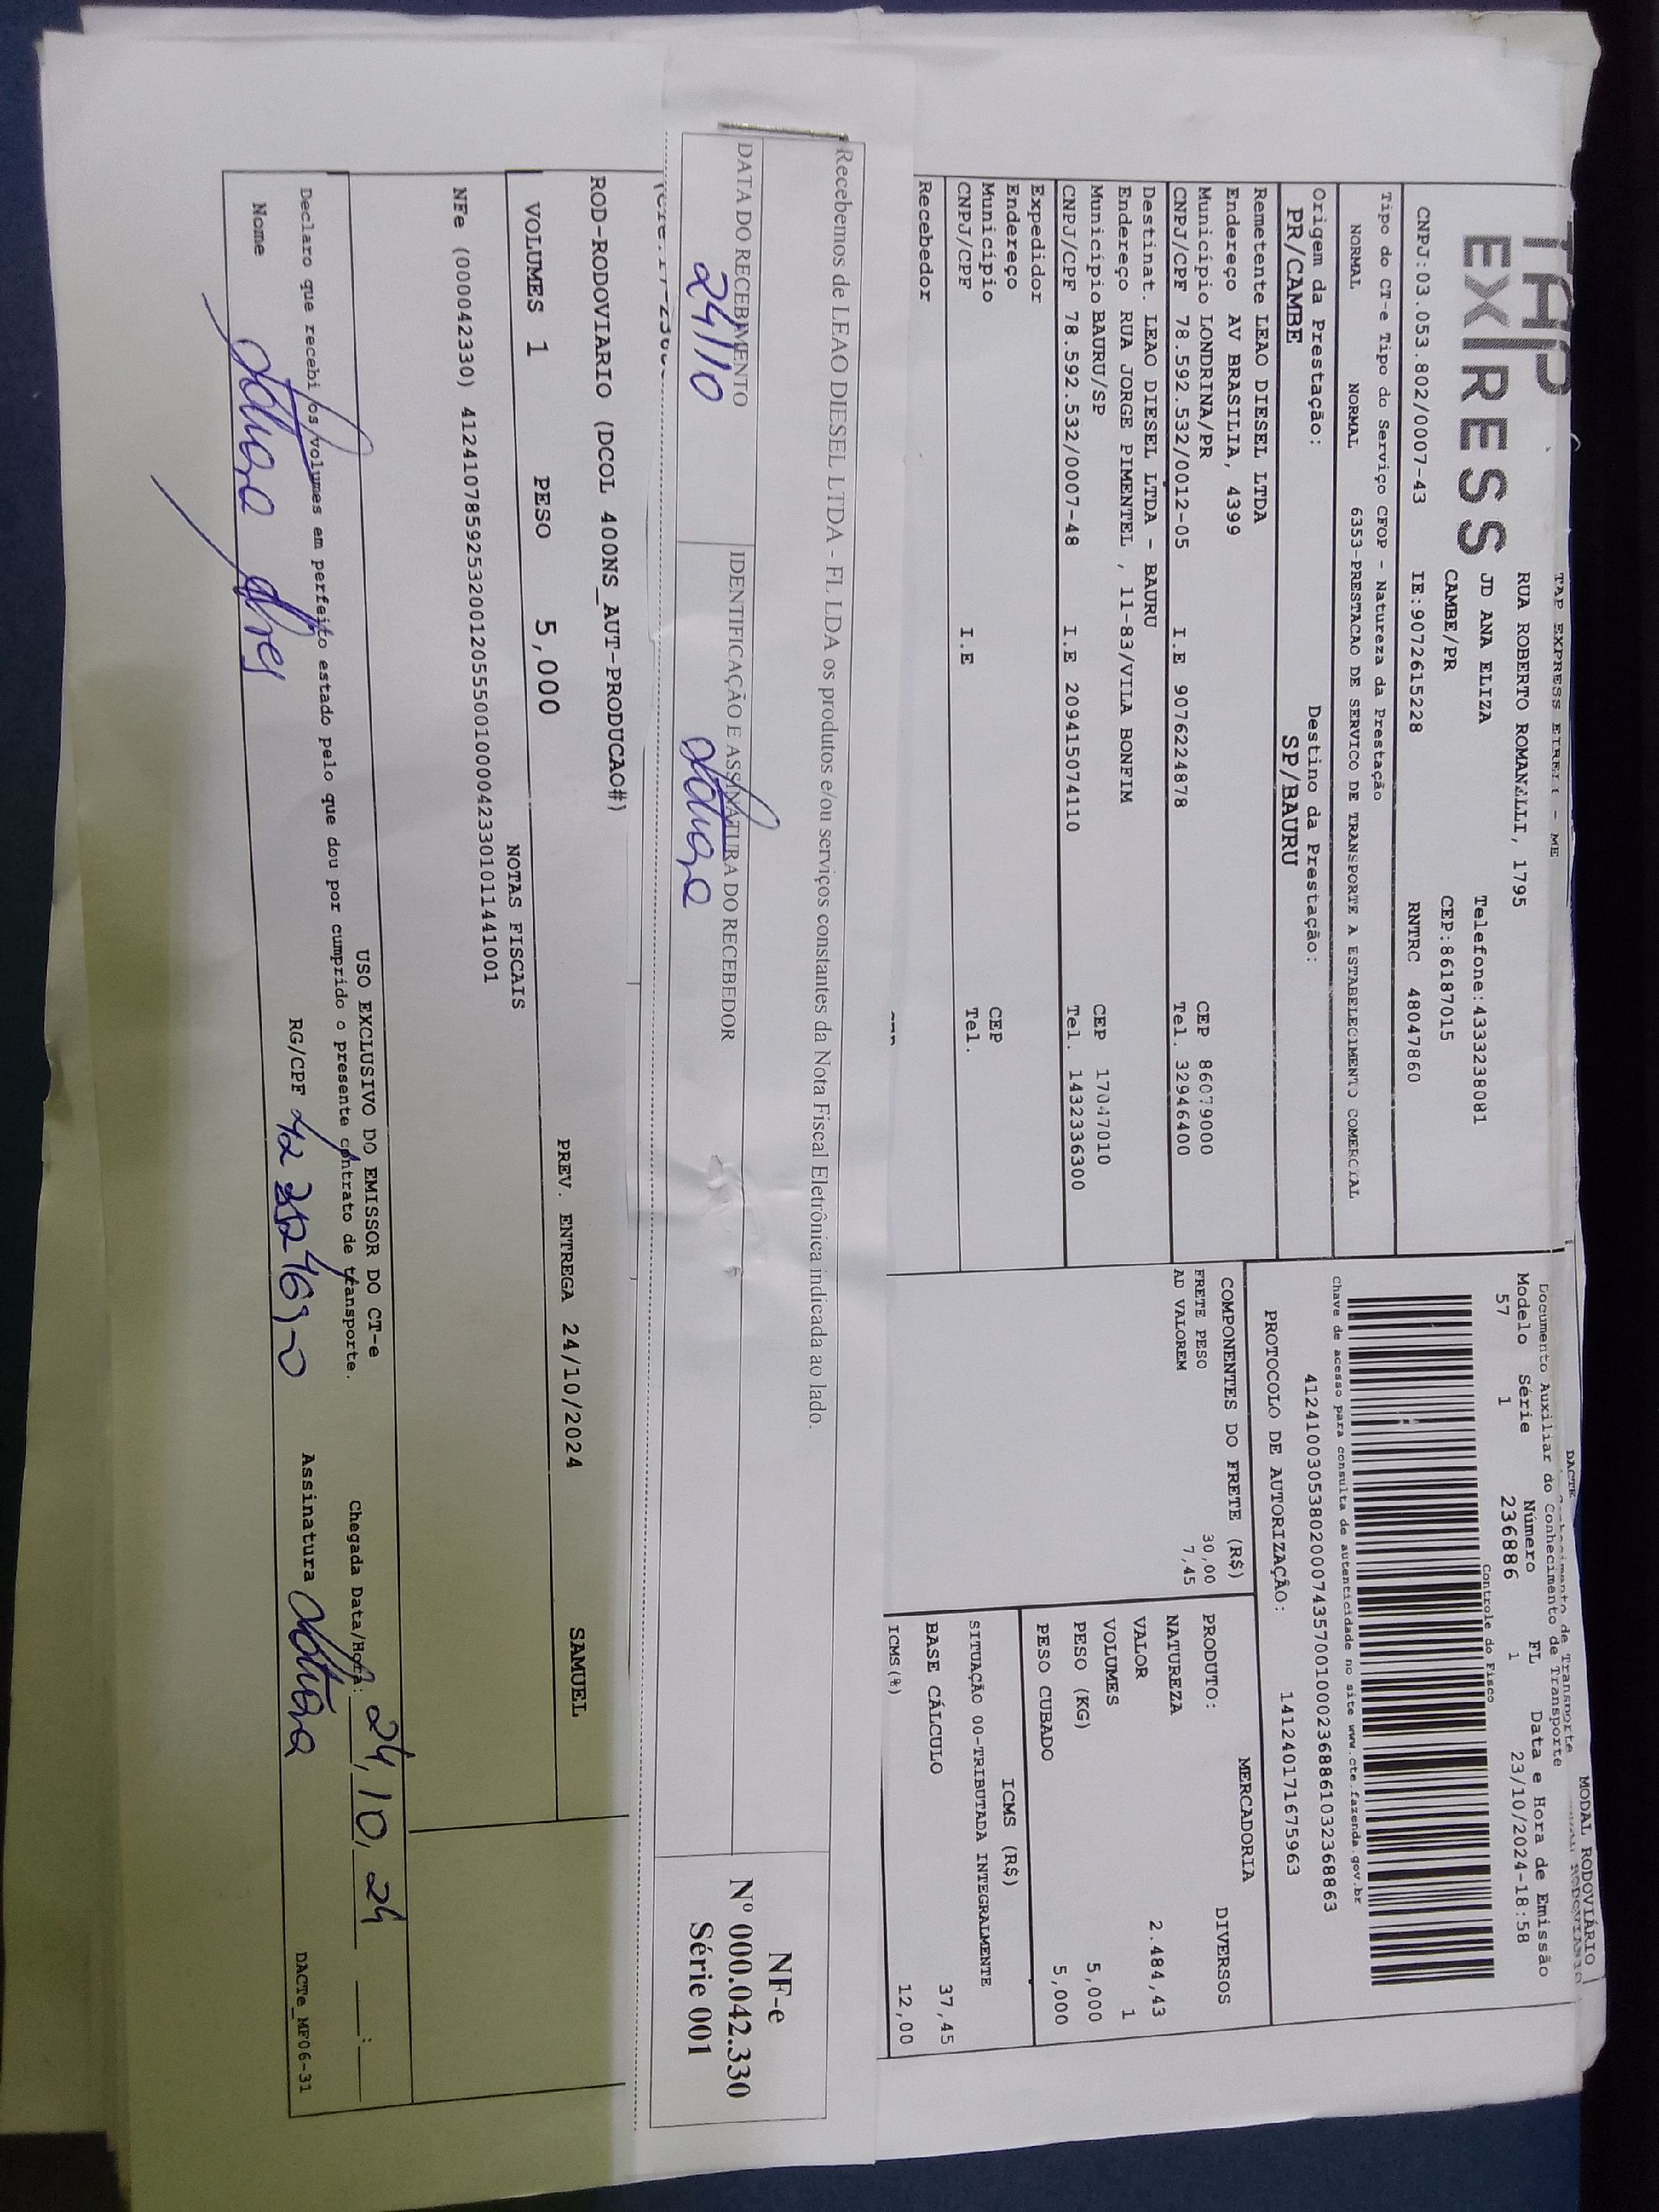 TAP
EXPRESS
TAP EXPRESS EIRELI - ME
RUA ROBERTO ROMANELLI, 1795
JD ANA ELIZA Telefone:4333238081
CAMBE/PR CEP:86187015
CNPJ:03.053.802/0007-43 IE:9072615228 RNTRC 48047860
Tipo do CT-e Tipo do Serviço CFOP - Natureza da Prestação
NORMAL NORMAL 6353-PRESTACAO DE SERVICO DE TRANSPORTE A ESTABELECIMENTO COMERCIAL
Origem da Prestação: Destino da Prestação:
PR/CAMBE SP/BAURU
Remetente LEAO DIESEL LTDA
Endereço AV BRASILIA, 4399
Município LONDRINA/PR CEP 86079000
CNPJ/CPF 78.592.532/0012-05 I.E 9076224878 Tel. 32946400
Destinat. LEAO DIESEL LTDA - BAURU
Endereço RUA JORGE PIMENTEL , 11-83/VILA BONFIM
Município BAURU/SP CEP 17047010
CNPJ/CPF 78.592.532/0007-48 I.E 209415074110 Tel. 1432336300
Expedidor
Endereço
Município CEP
CNPJ/CPF I.E Tel.
Recebedor
DACTE
MODAL RODOVIÁRIO
Documento Auxiliar do Conhecimento de Transporte
Modelo Série Número FL Data e Hora de Emissão
57 1 236886 1 23/10/2024-18:58
Controle do Fisco
Chave de acesso para consulta de autenticidade no site www.cte.fazenda.gov.br
41241003053802000743570010002368861032368863
PROTOCOLO DE AUTORIZAÇÃO: 141240171675963
COMPONENTES DO FRETE (R$)
FRETE PESO 30,00
AD VALOREM 7,45
MERCADORIA
PRODUTO: DIVERSOS
NATUREZA
VALOR 2.484,43
VOLUMES 1
PESO (KG) 5,000
PESO CUBADO 5,000
ICMS (R$)
SITUAÇÃO 00-TRIBUTADA INTEGRALMENTE
BASE CÁLCULO 37,45
ICMS(%) 12,00
Recebemos de LEAO DIESEL LTDA - FL LDA os produtos e/ou serviços constantes da Nota Fiscal Eletrônica indicada ao lado.
DATA DO RECEBIMENTO IDENTIFICAÇÃO E ASSINATURA DO RECEBEDOR
24/10
NF-e
Nº 000.042.330
Série 001
ROD-RODOVIARIO (DCOL 400NS_AUT-PRODUCAO#)
VOLUMES 1 PESO 5,000 PREV. ENTREGA 24/10/2024 SAMUEL
NOTAS FISCAIS
NFe (000042330) 41241078592532001205550010000423301011441001
USO EXCLUSIVO DO EMISSOR DO CT-e
Declaro que recebi os volumes em perfeito estado pelo que dou por cumprido o presente contrato de transporte. Chegada Data/Hora: 24/10/24 :
Nome RG/CPF Assinatura
DACTe_MF06-31